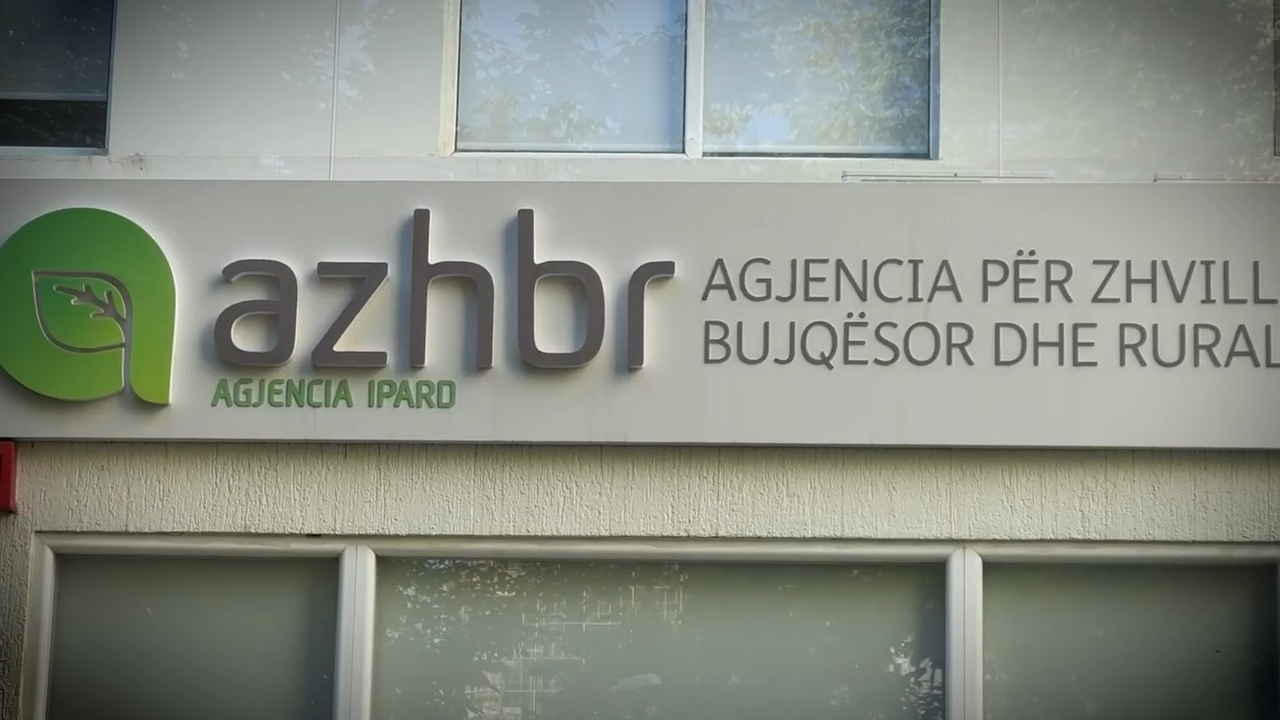 azhbr
AGJENCIA IPARD
AGJENCIA PËR ZHVILL
BUJQËSOR DHE RURAL